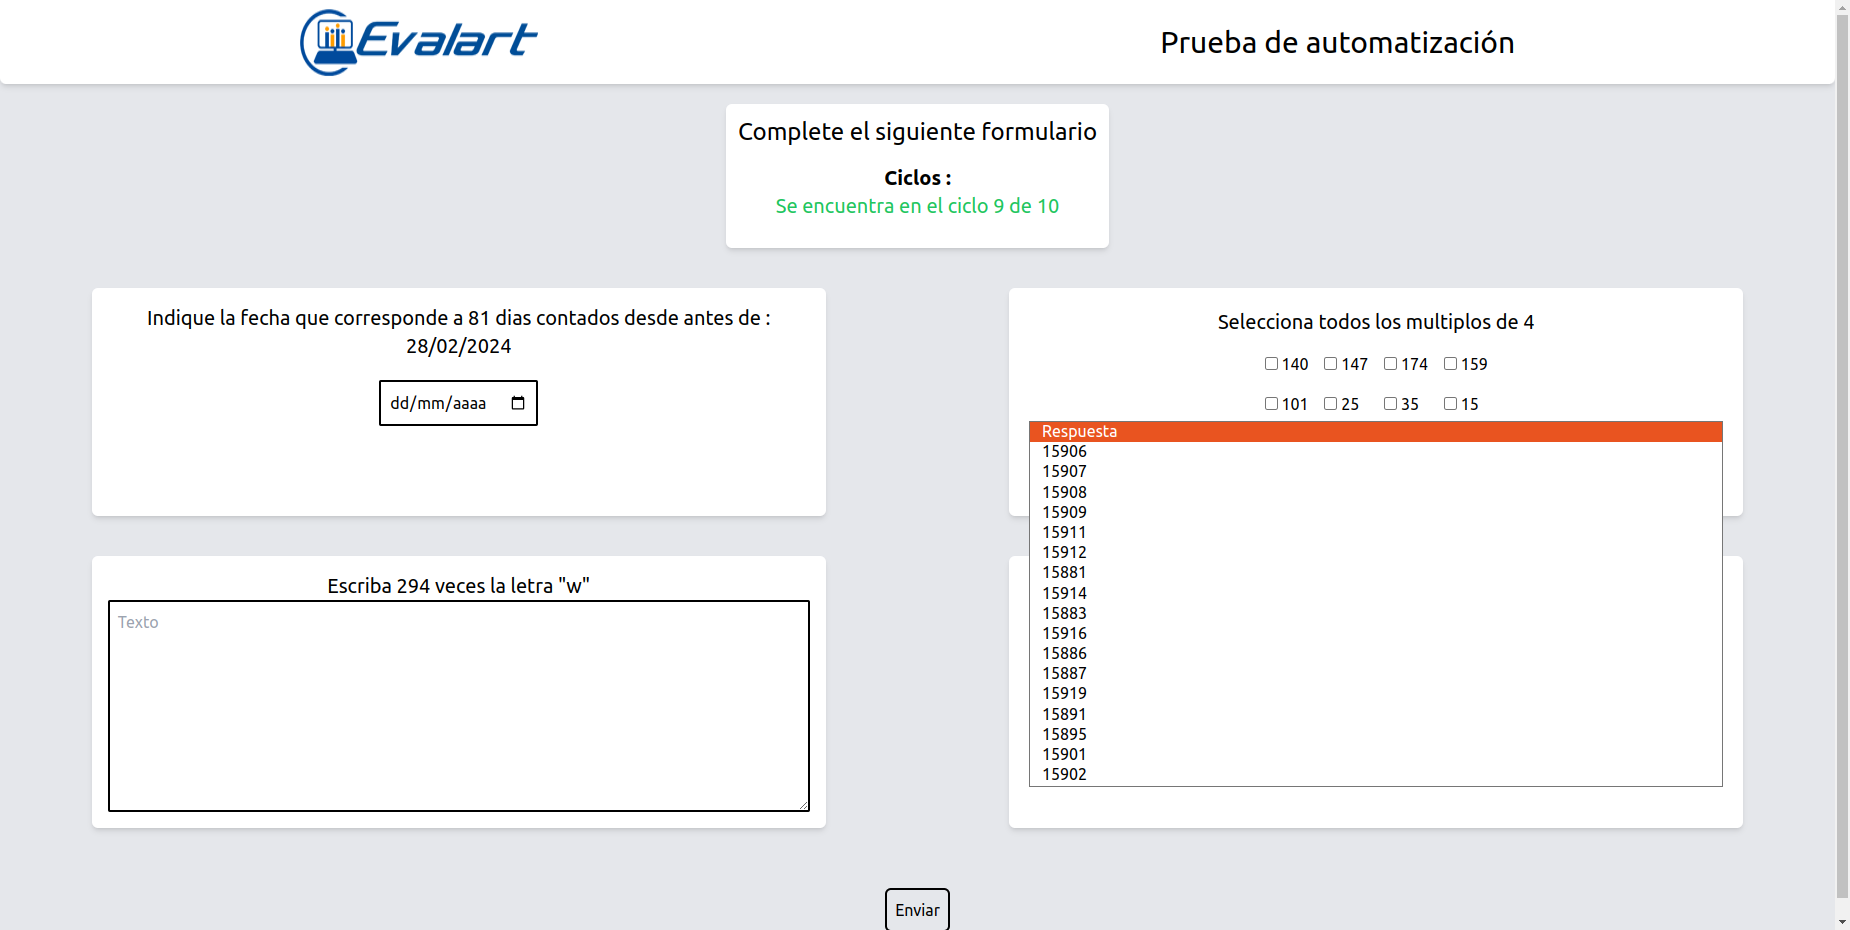 Evalart
Prueba de automatización
Complete el siguiente formulario
Ciclos :
Se encuentra en el ciclo 9 de 10
Indique la fecha que corresponde a 81 dias contados desde antes de :
28/02/2024
dd/mm/aaaa
Selecciona todos los multiplos de 4
140 147 174 159
101 25 35 15
Respuesta
15906
15907
15908
15909
15911
15912
15881
15914
15883
15916
15886
15887
15919
15891
15895
15901
15902
Escriba 294 veces la letra "w"
Texto
Enviar